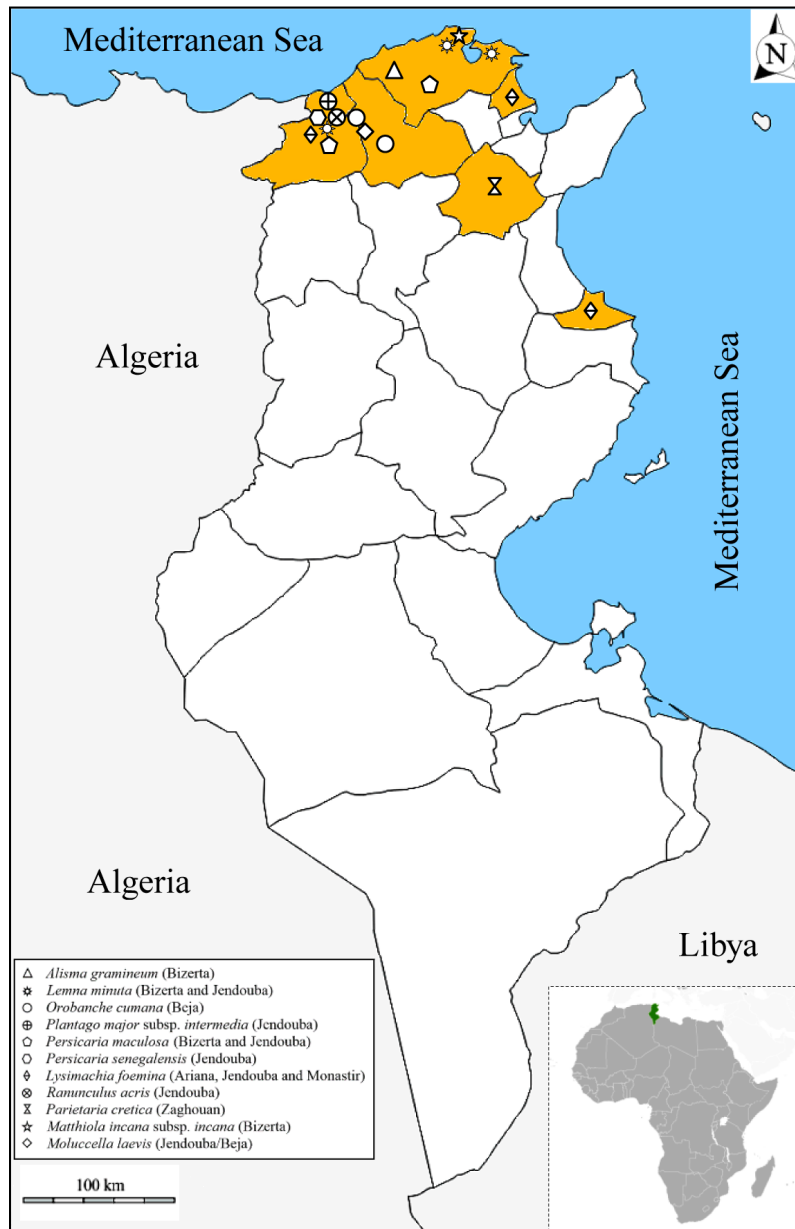 Mediterranean Sea
N
Algeria
Mediterranean Sea
Algeria
Libya
Alisma gramineum (Bizerta)
Lemna minuta (Bizerta and Jendouba)
Orobanche cumana (Beja)
Plantago major subsp. intermedia (Jendouba)
Persicaria maculosa (Bizerta and Jendouba)
Persicaria senegalensis (Jendouba)
Lysimachia foemina (Ariana, Jendouba and Monastir)
Ranunculus acris (Jendouba)
Parietaria cretica (Zaghouan)
Matthiola incana subsp. incana (Bizerta)
Moluccella laevis (Jendouba/Beja)
100 km